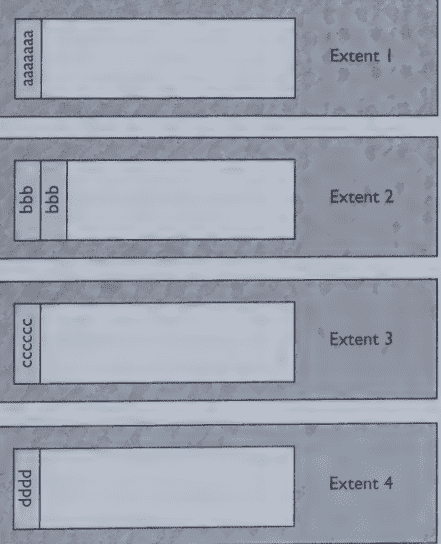 aaaaaaa
Extent 1
bbb bbb
Extent 2
cccccc
Extent 3
dddd
Extent 4